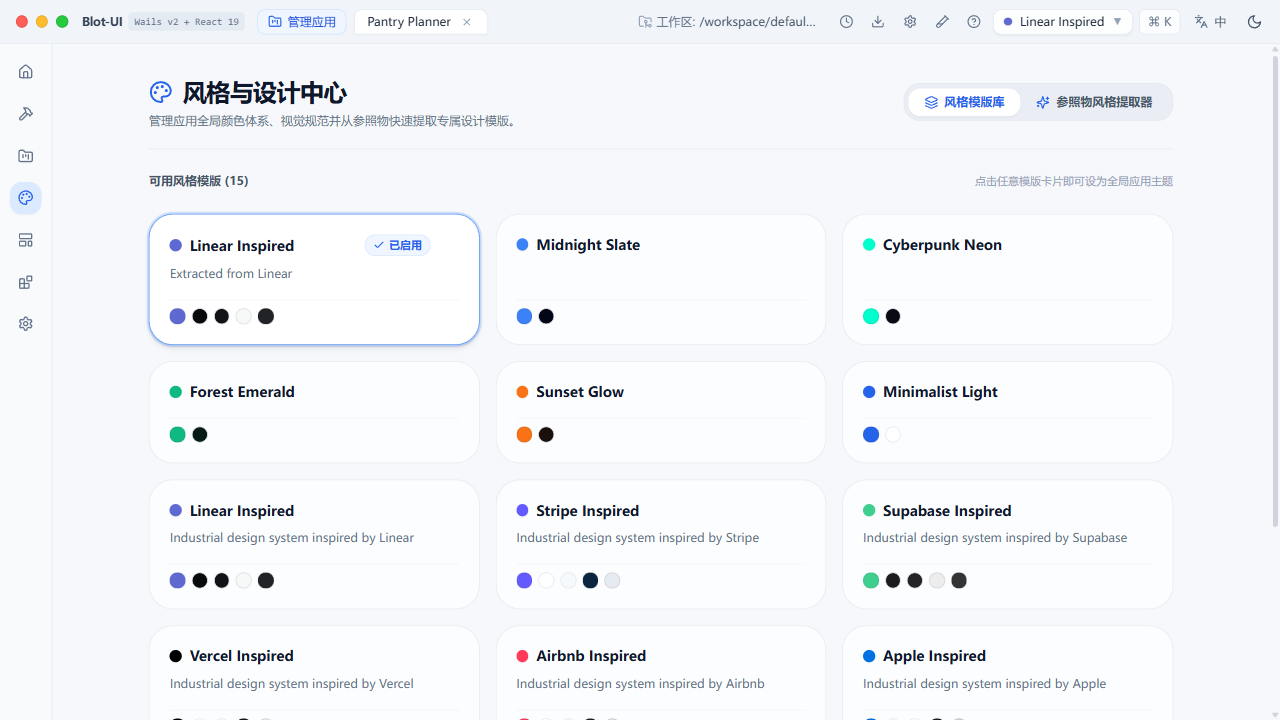 Blot-UI Wails v2 + React 19 管理应用 Pantry Planner 工作区: /workspace/defaul... Linear Inspired ⌘ K 中
风格与设计中心
管理应用全局颜色体系、视觉规范并从参照物快速提取专属设计模版。
风格模版库 参照物风格提取器
可用风格模版 (15) 点击任意模版卡片即可设为全局应用主题
Linear Inspired 已启用
Extracted from Linear
Midnight Slate
Cyberpunk Neon
Forest Emerald
Sunset Glow
Minimalist Light
Linear Inspired
Industrial design system inspired by Linear
Stripe Inspired
Industrial design system inspired by Stripe
Supabase Inspired
Industrial design system inspired by Supabase
Vercel Inspired
Industrial design system inspired by Vercel
Airbnb Inspired
Industrial design system inspired by Airbnb
Apple Inspired
Industrial design system inspired by Apple